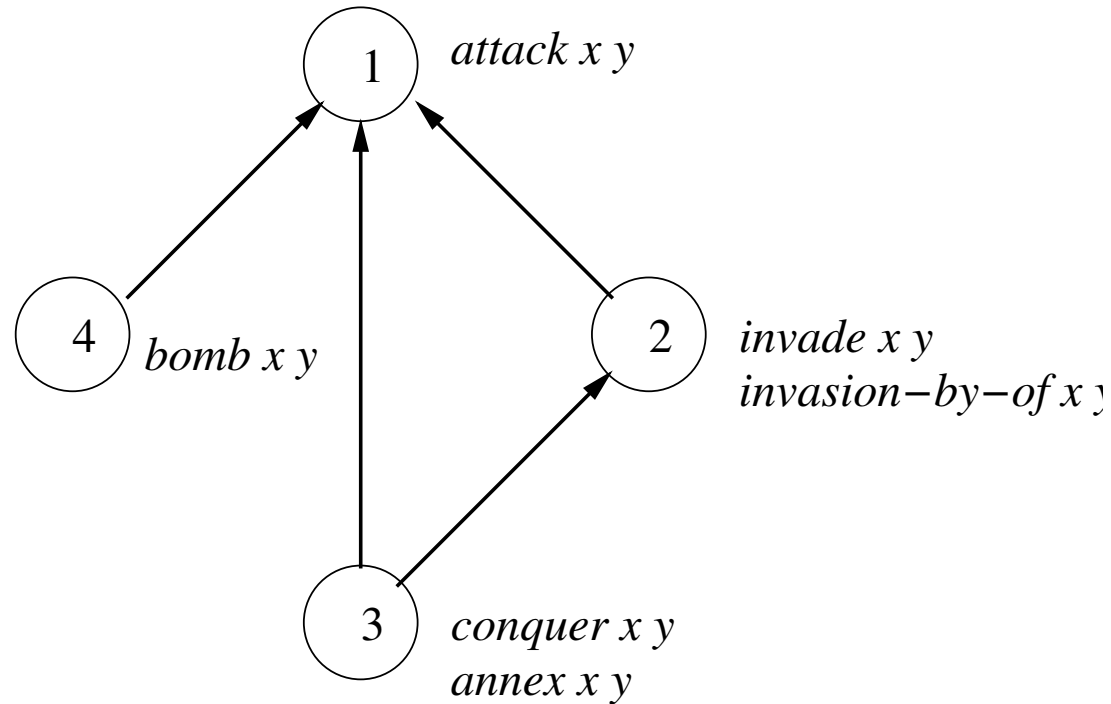 1
attack x y
4
bomb x y
2
invade x y
invasion−by−of x y
3
conquer x y
annex x y